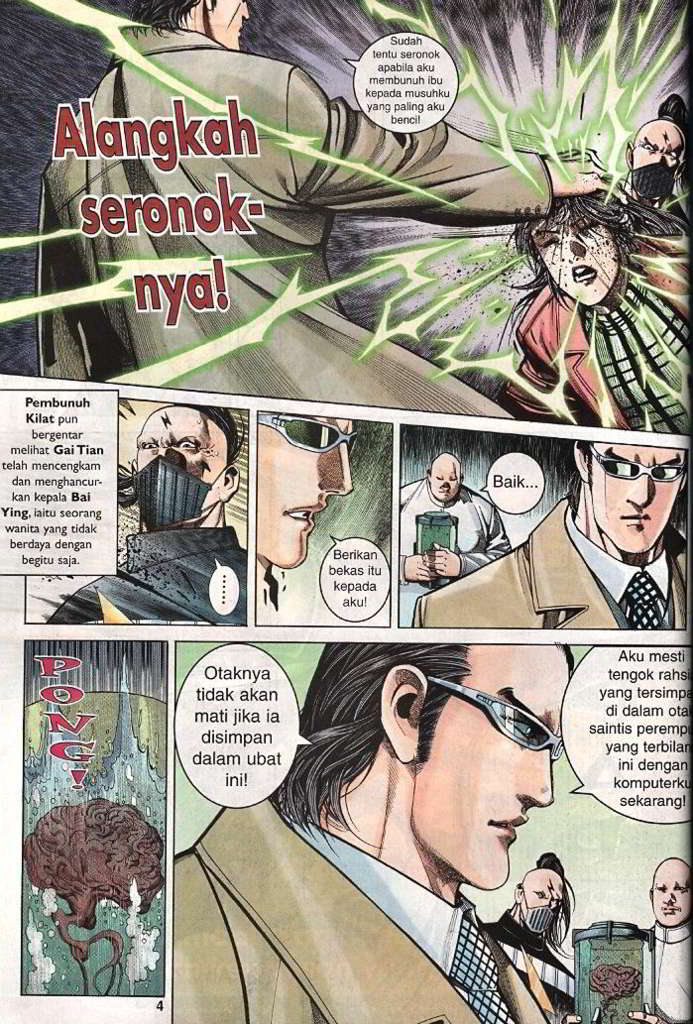 Alangkah
seronok-
nya!
Sudah
tentu seronok
apabila aku
membunuh ibu
kepada musuhku
yang paling aku
benci!
Pembunuh
Kilat pun
bergentar
melihat Gai Tian
telah mencengkam
dan menghancur-
kan kepala Bai
Ying, iaitu seorang
wanita yang tidak
berdaya dengan
begitu saja.
.....
Berikan
bekas itu
kepada
aku!
Baik...
PONG!
Otaknya
tidak akan
mati jika ia
disimpan
dalam ubat
ini!
Aku mesti
tengok rahsi
yang tersimpa
di dalam ota
saintis peremp
yang terbilan
ini dengan
komputerku
sekarang!
4